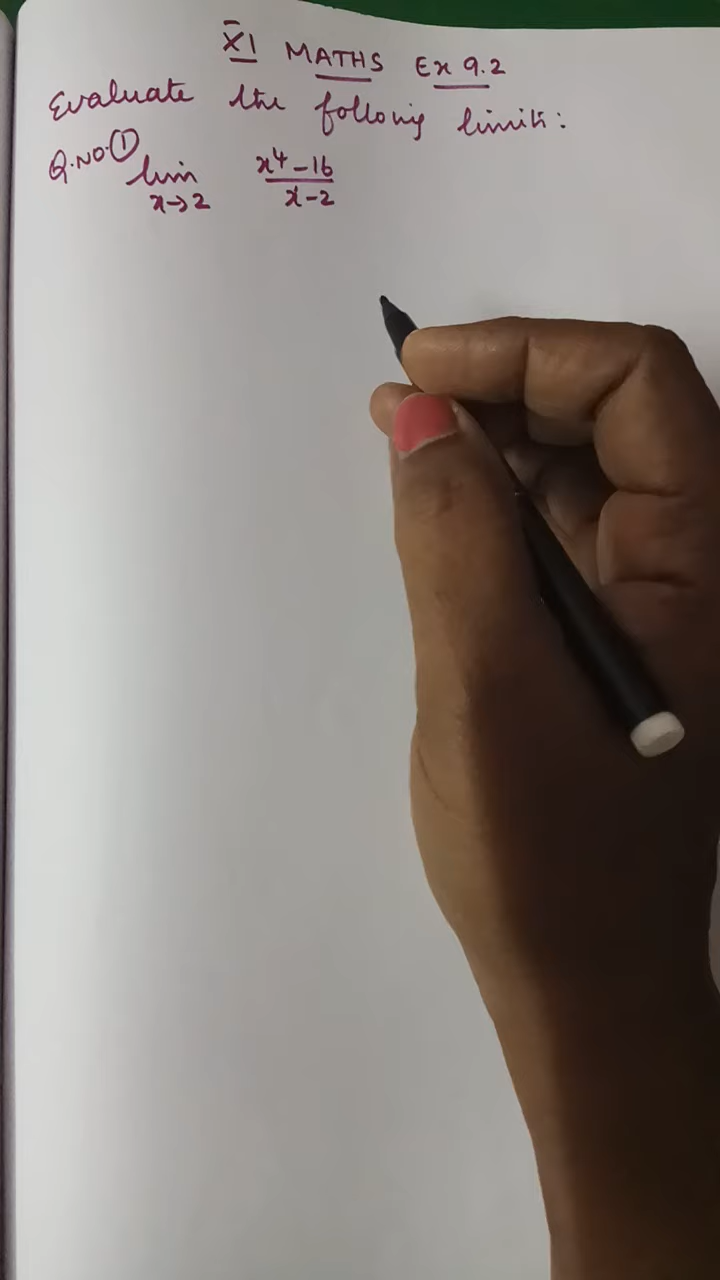 XI MATHS Ex 9.2
Evaluate the following limits:
Q.NO.① lim x→2 x⁴-16 / x-2